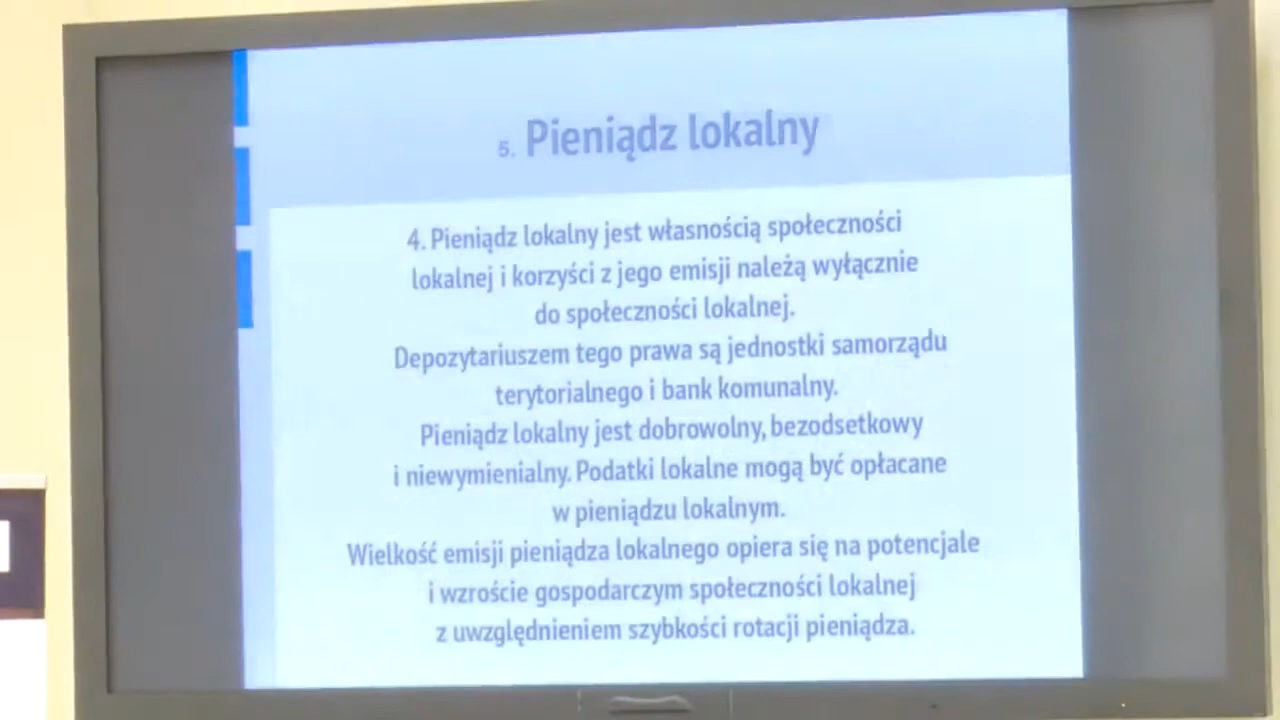 5. Pieniądz lokalny
4. Pieniądz lokalny jest własnością społeczności
lokalnej i korzyści z jego emisji należą wyłącznie
do społeczności lokalnej.
Depozytariuszem tego prawa są jednostki samorządu
terytorialnego i bank komunalny.
Pieniądz lokalny jest dobrowolny, bezodsetkowy
i niewymienialny. Podatki lokalne mogą być opłacane
w pieniądzu lokalnym.
Wielkość emisji pieniądza lokalnego opiera się na potencjale
i wzroście gospodarczym społeczności lokalnej
z uwzględnieniem szybkości rotacji pieniądza.